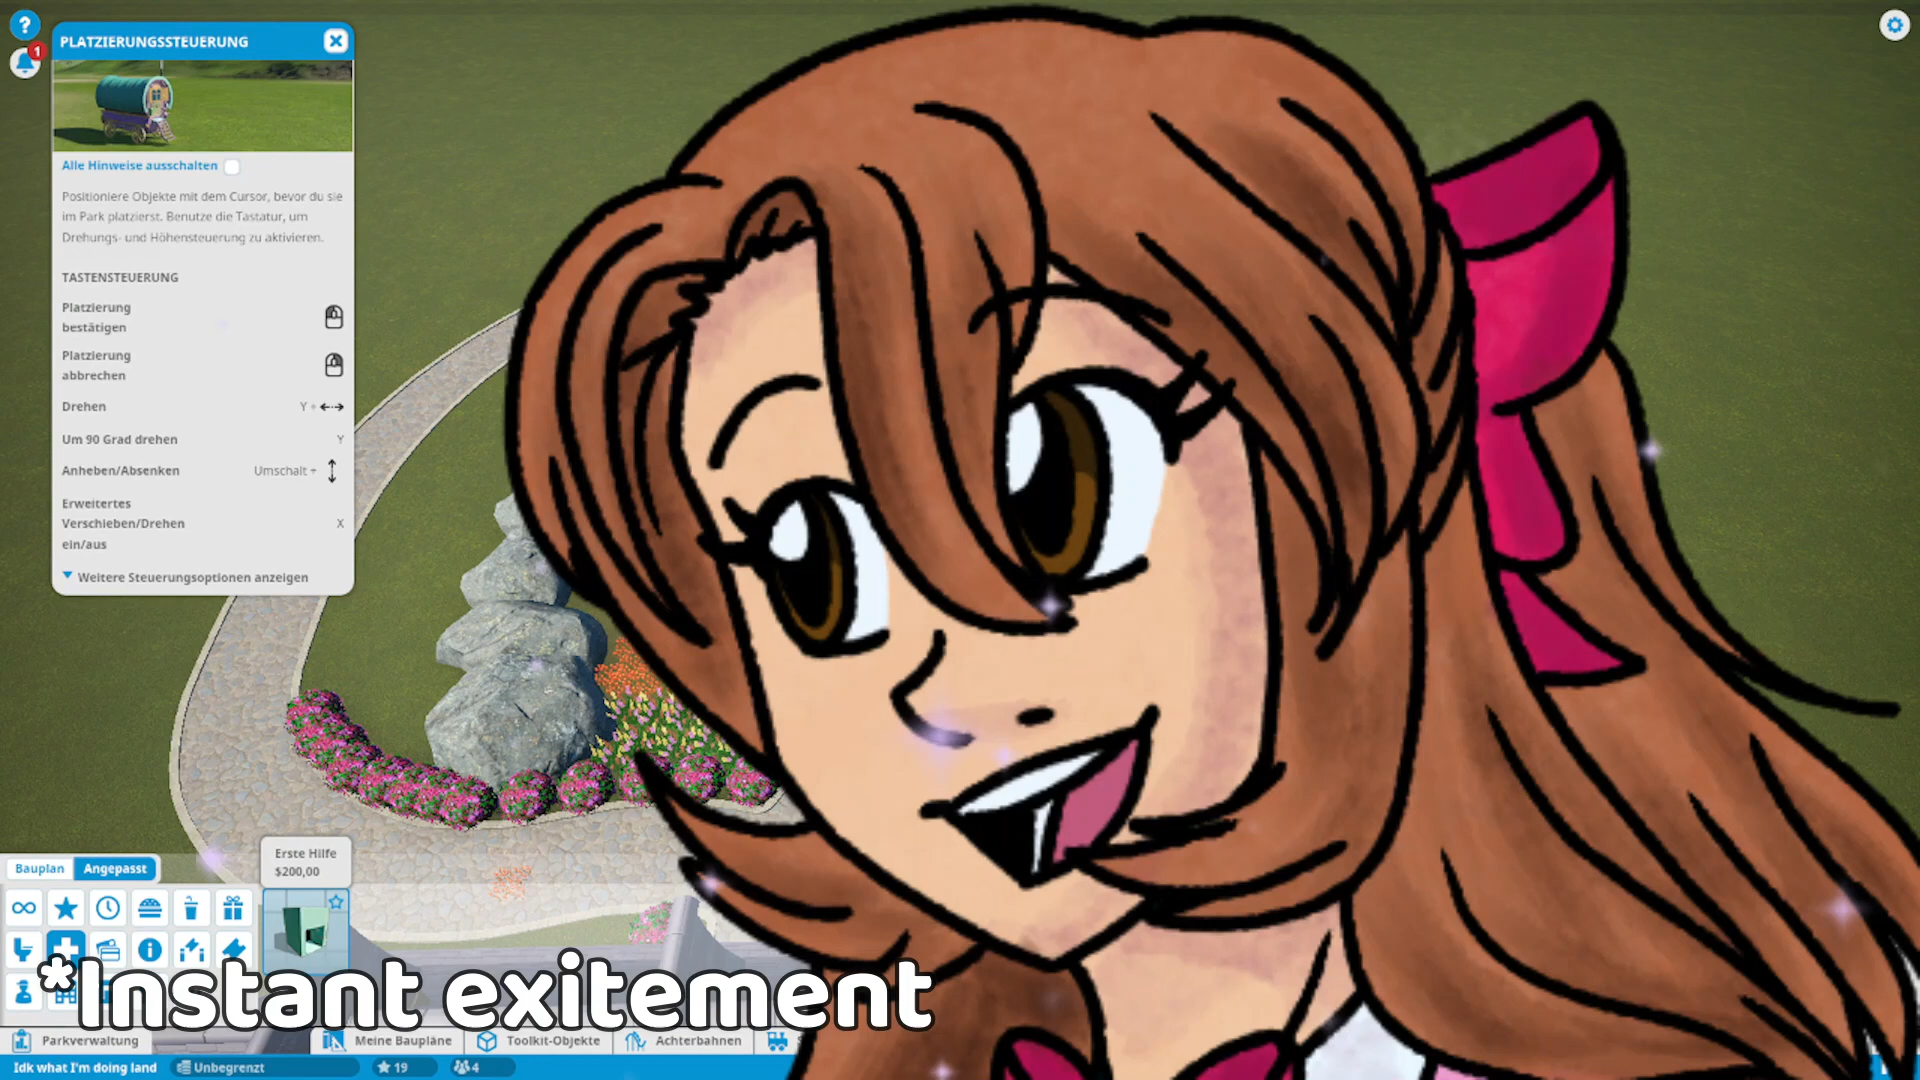 ?
1
PLATZIERUNGSSTEUERUNG
Alle Hinweise ausschalten
Positioniere Objekte mit dem Cursor, bevor du sie
im Park platzierst. Benutze die Tastatur, um
Drehungs- und Höhensteuerung zu aktivieren.
TASTENSTEUERUNG
Platzierung
bestätigen
Platzierung
abbrechen
Drehen Y +
Um 90 Grad drehen Y
Anheben/Absenken Umschalt +
Erweitertes
Verschieben/Drehen X
ein/aus
Weitere Steuerungsoptionen anzeigen
Erste Hilfe
$200,00
Bauplan Angepasst
*Instant exitement
Parkverwaltung Meine Baupläne Toolkit-Objekte Achterbahnen
Idk what I'm doing land Unbegrenzt 19 4